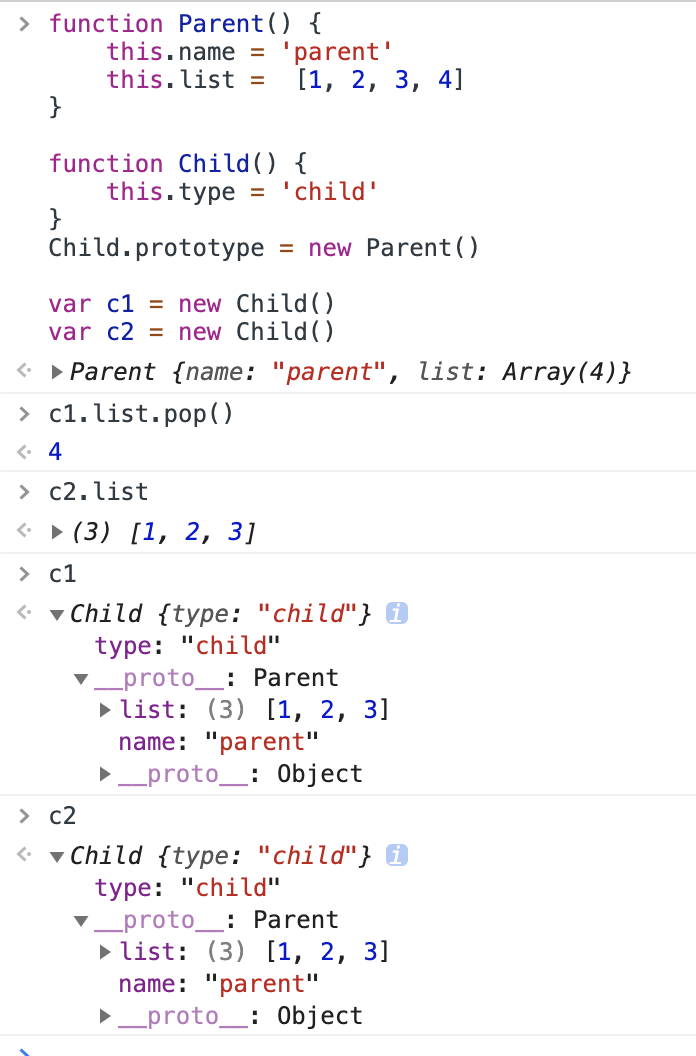 > function Parent() {
    this.name = 'parent'
    this.list =  [1, 2, 3, 4]
}

function Child() {
    this.type = 'child'
}
Child.prototype = new Parent()

var c1 = new Child()
var c2 = new Child()
<· ▶Parent {name: "parent", list: Array(4)}
> c1.list.pop()
<· 4
> c2.list
<· ▶(3) [1, 2, 3]
> c1
<· ▼Child {type: "child"} i
    type: "child"
  ▼__proto__: Parent
    ▶list: (3) [1, 2, 3]
     name: "parent"
    ▶__proto__: Object
> c2
<· ▼Child {type: "child"} i
    type: "child"
  ▼__proto__: Parent
    ▶list: (3) [1, 2, 3]
     name: "parent"
    ▶__proto__: Object
>